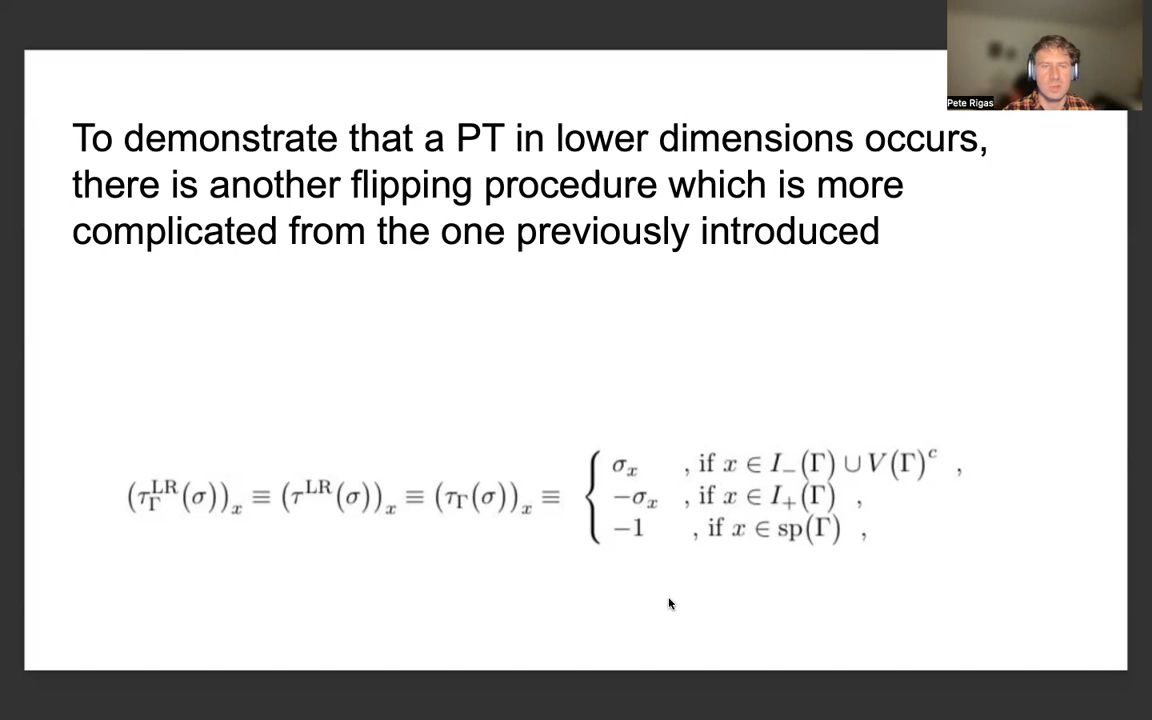 Pete Rigas
To demonstrate that a PT in lower dimensions occurs,
there is another flipping procedure which is more
complicated from the one previously introduced
(τ_Γ^LR(σ))_x ≡ (τ^LR(σ))_x ≡ (τ_Γ(σ))_x ≡ { σ_x , if x ∈ I_−(Γ) ∪ V(Γ)^c ,
−σ_x , if x ∈ I_+(Γ) ,
−1 , if x ∈ sp(Γ) ,